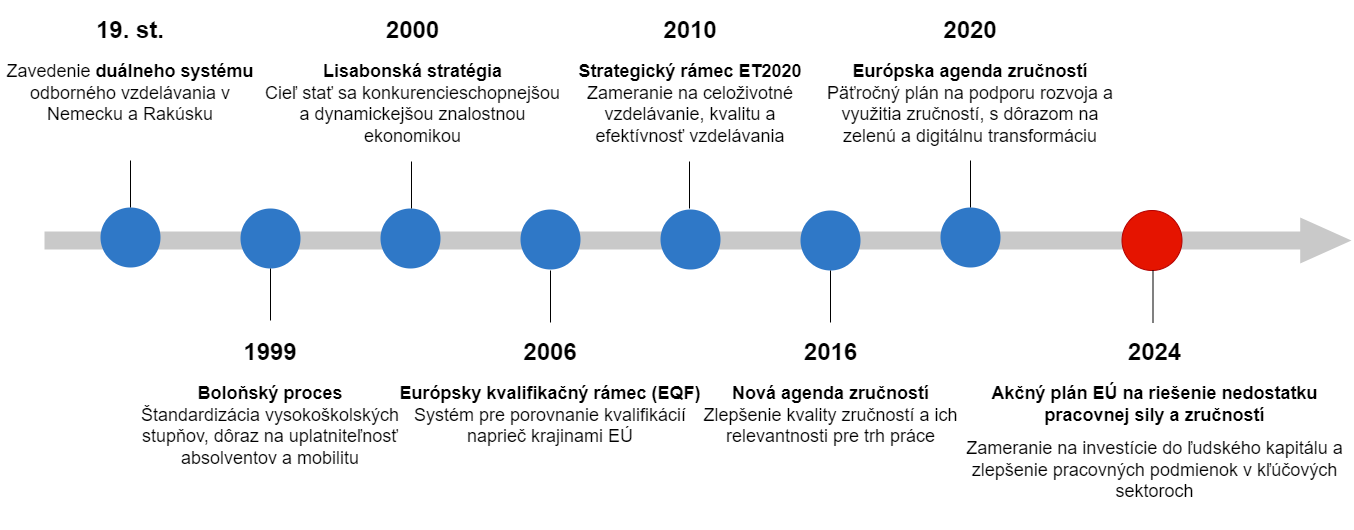 19. st.
Zavedenie duálneho systému
odborného vzdelávania v
Nemecku a Rakúsku
2000
Lisabonská stratégia
Cieľ stať sa konkurencieschopnejšou
a dynamickejšou znalostnou
ekonomikou
2010
Strategický rámec ET2020
Zameranie na celoživotné
vzdelávanie, kvalitu a
efektívnosť vzdelávania
2020
Európska agenda zručností
Päťročný plán na podporu rozvoja a
využitia zručností, s dôrazom na
zelenú a digitálnu transformáciu
1999
Boloňský proces
Štandardizácia vysokoškolských
stupňov, dôraz na uplatniteľnosť
absolventov a mobilitu
2006
Európsky kvalifikačný rámec (EQF)
Systém pre porovnanie kvalifikácií
naprieč krajinami EÚ
2016
Nová agenda zručností
Zlepšenie kvality zručností a ich
relevantnosti pre trh práce
2024
Akčný plán EÚ na riešenie nedostatku
pracovnej sily a zručností
Zameranie na investície do ľudského kapitálu a
zlepšenie pracovných podmienok v kľúčových
sektoroch